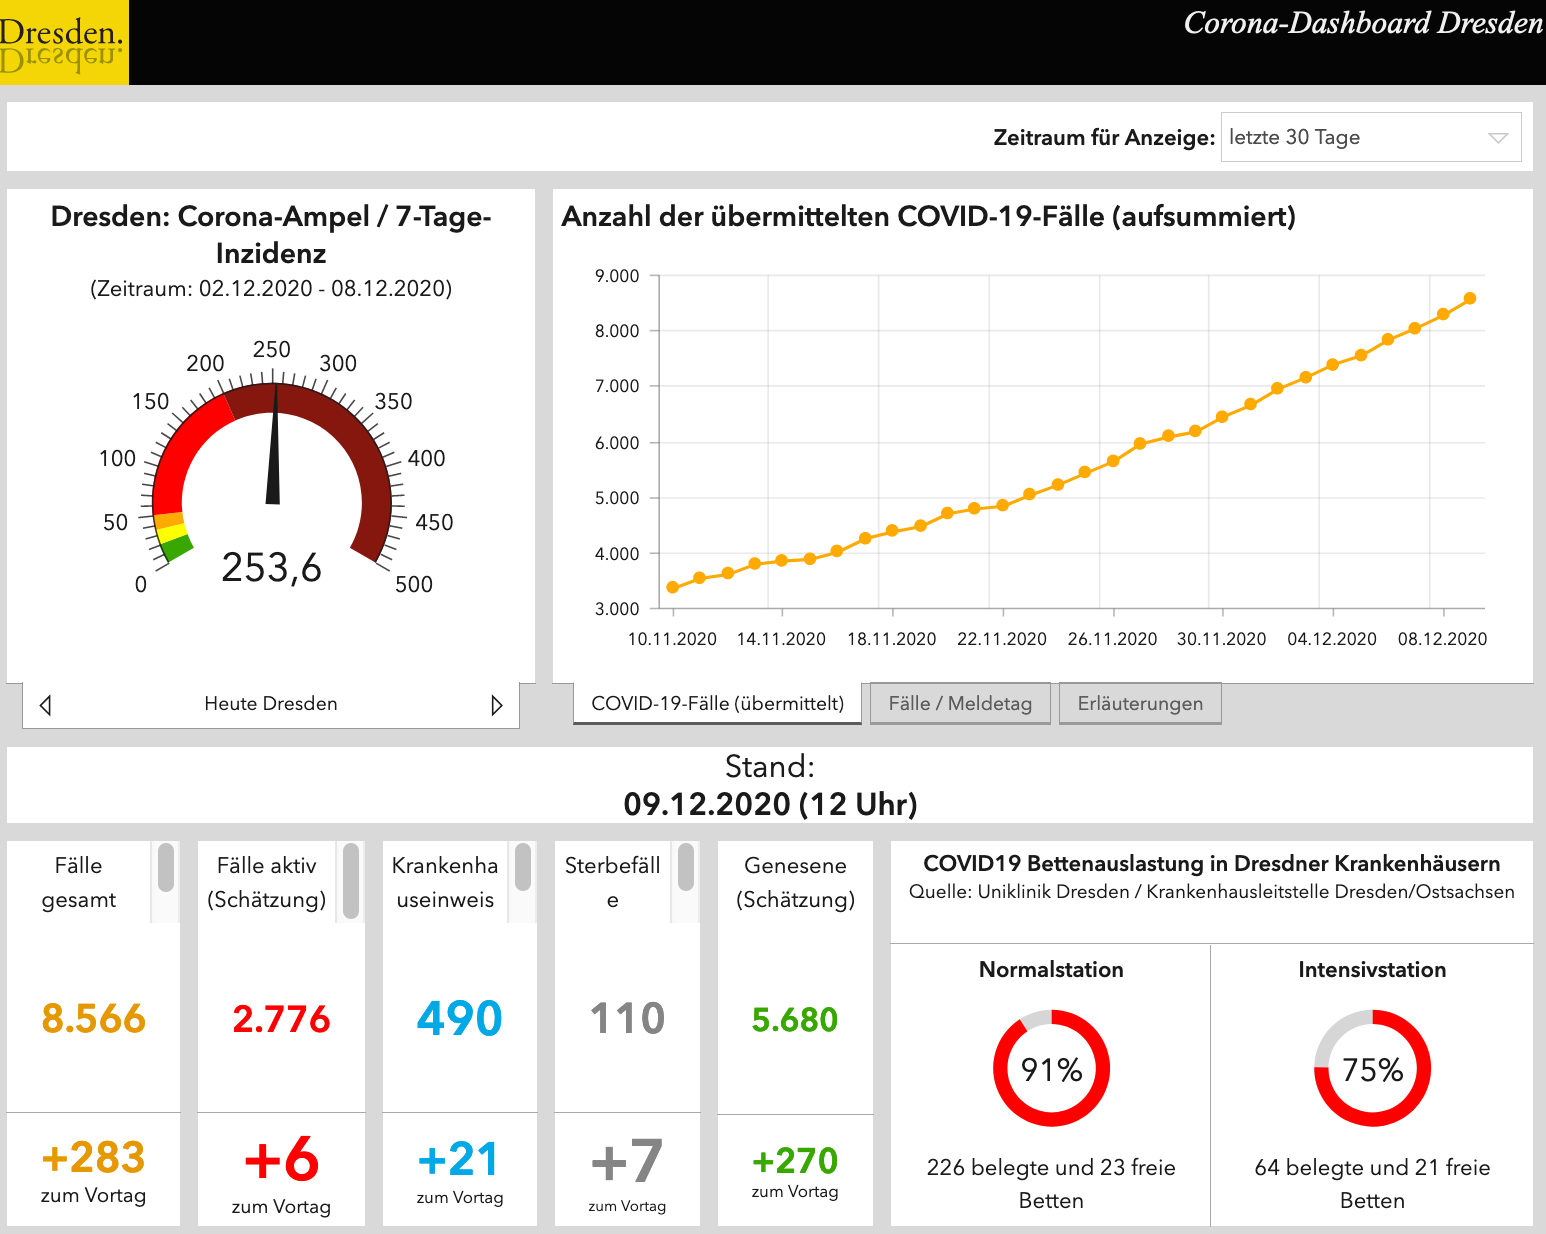 Dresden.
Corona-Dashboard Dresden
Zeitraum für Anzeige:
letzte 30 Tage
Dresden: Corona-Ampel / 7-Tage-
Inzidenz
(Zeitraum: 02.12.2020 - 08.12.2020)
0
50
100
150
200
250
300
350
400
450
500
253,6
Heute Dresden
Anzahl der übermittelten COVID-19-Fälle (aufsummiert)
9.000
8.000
7.000
6.000
5.000
4.000
3.000
10.11.2020
14.11.2020
18.11.2020
22.11.2020
26.11.2020
30.11.2020
04.12.2020
08.12.2020
COVID-19-Fälle (übermittelt)
Fälle / Meldetag
Erläuterungen
Stand:
09.12.2020 (12 Uhr)
Fälle
gesamt
8.566
+283
zum Vortag
Fälle aktiv
(Schätzung)
2.776
+6
zum Vortag
Krankenha
useinweis
490
+21
zum Vortag
Sterbefäll
e
110
+7
zum Vortag
Genesene
(Schätzung)
5.680
+270
zum Vortag
COVID19 Bettenauslastung in Dresdner Krankenhäusern
Quelle: Uniklinik Dresden / Krankenhausleitstelle Dresden/Ostsachsen
Normalstation
91%
226 belegte und 23 freie
Betten
Intensivstation
75%
64 belegte und 21 freie
Betten